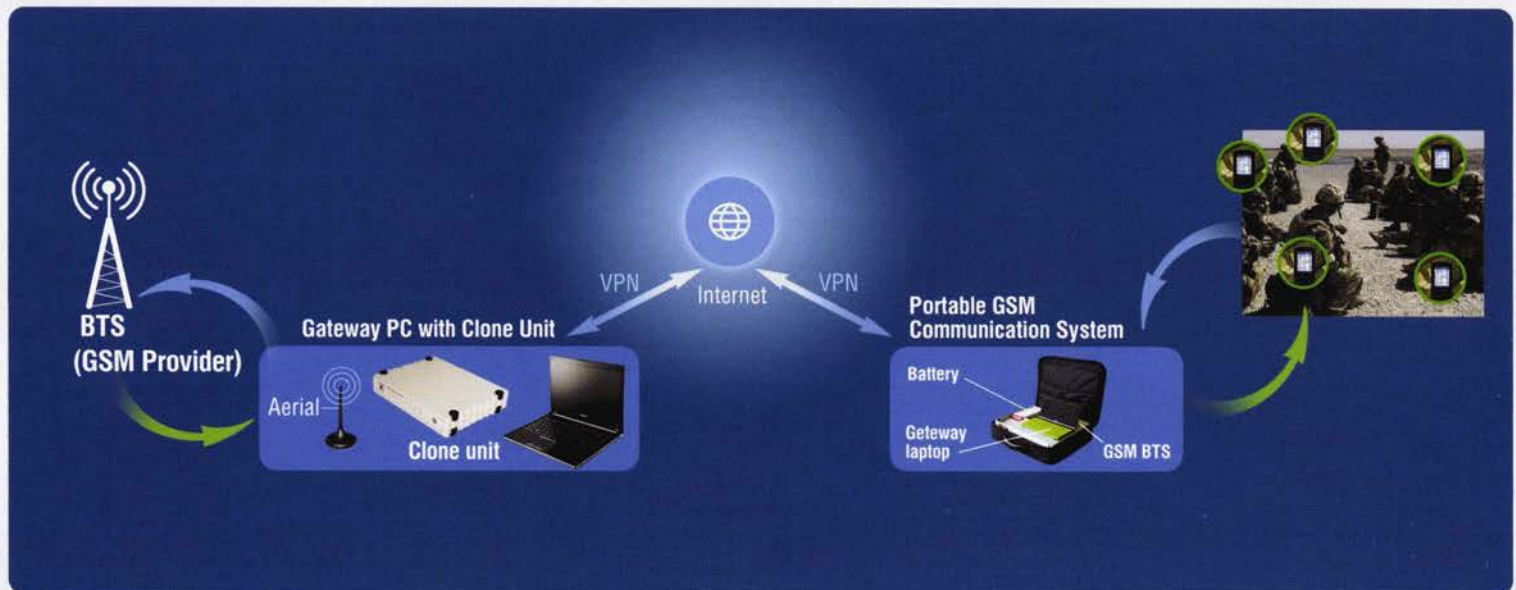 BTS
(GSM Provider)
Gateway PC with Clone Unit
Aerial
Clone unit
VPN
Internet
VPN
Portable GSM
Communication System
Battery
Geteway
laptop
GSM BTS